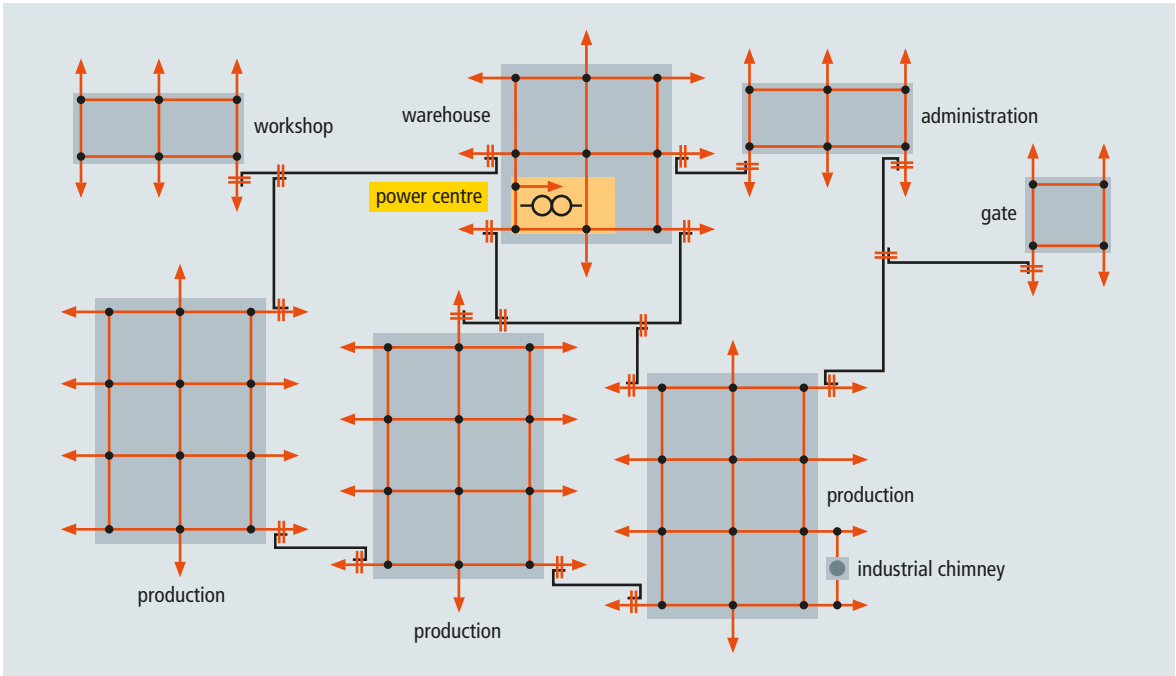 warehouse
administration
workshop
power centre
gate
production
industrial chimney
production
production